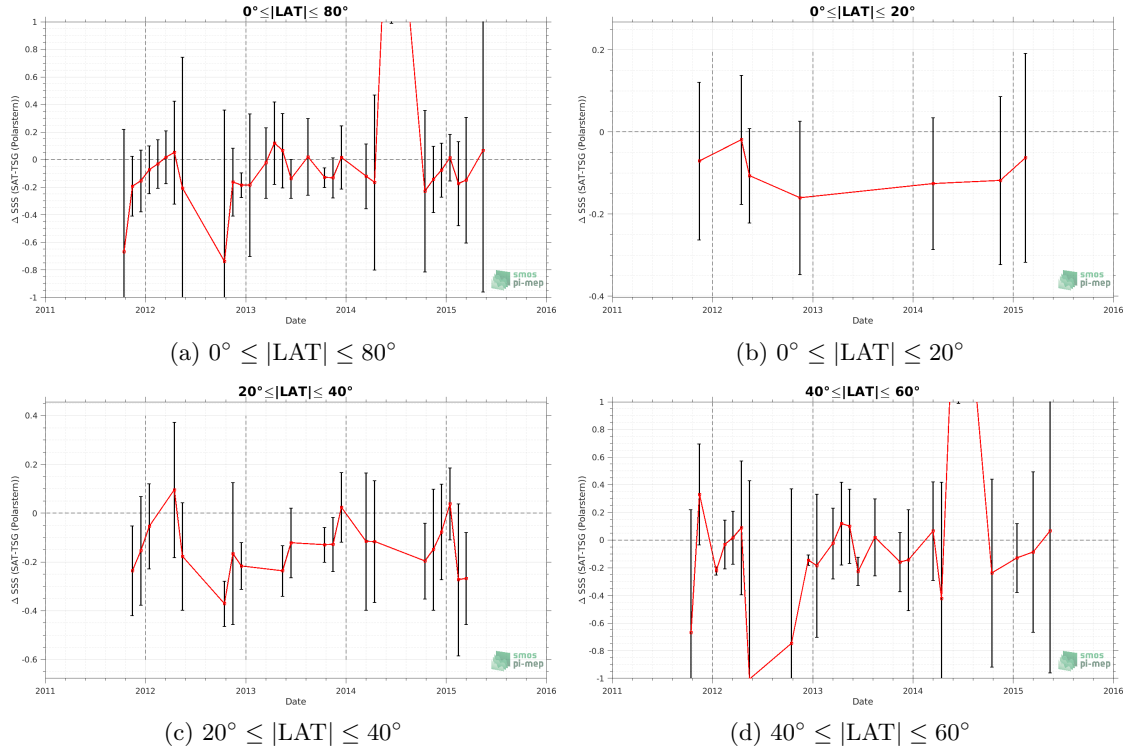 0°≤|LAT|≤ 80°
1
0.8
0.6
0.4
0.2
0
-0.2
-0.4
-0.6
-0.8
-1
Δ SSS (SAT-TSG (Polarstern))
2011
2012
2013
2014
2015
2016
Date
smos
pi-mep
(a) 0° ≤ |LAT| ≤ 80°
0°≤|LAT|≤ 20°
0.2
0
-0.2
-0.4
Δ SSS (SAT-TSG (Polarstern))
2011
2012
2013
2014
2015
2016
Date
smos
pi-mep
(b) 0° ≤ |LAT| ≤ 20°
20°≤|LAT|≤ 40°
0.4
0.2
0
-0.2
-0.4
-0.6
Δ SSS (SAT-TSG (Polarstern))
2011
2012
2013
2014
2015
2016
Date
smos
pi-mep
(c) 20° ≤ |LAT| ≤ 40°
40°≤|LAT|≤ 60°
1
0.8
0.6
0.4
0.2
0
-0.2
-0.4
-0.6
-0.8
-1
Δ SSS (SAT-TSG (Polarstern))
2011
2012
2013
2014
2015
2016
Date
smos
pi-mep
(d) 40° ≤ |LAT| ≤ 60°